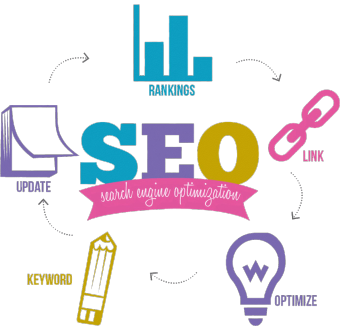 RANKINGS
SEO
search engine optimization
LINK
UPDATE
KEYWORD
W
OPTIMIZE